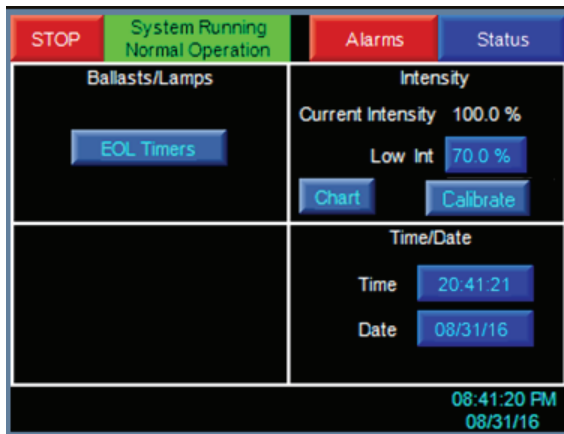 STOP
System Running
Normal Operation
Alarms
Status
Ballasts/Lamps
EOL Timers
Intensity
Current Intensity 100.0 %
Low Int 70.0 %
Chart
Calibrate
Time/Date
Time 20:41:21
Date 08/31/16
08:41:20 PM
08/31/16